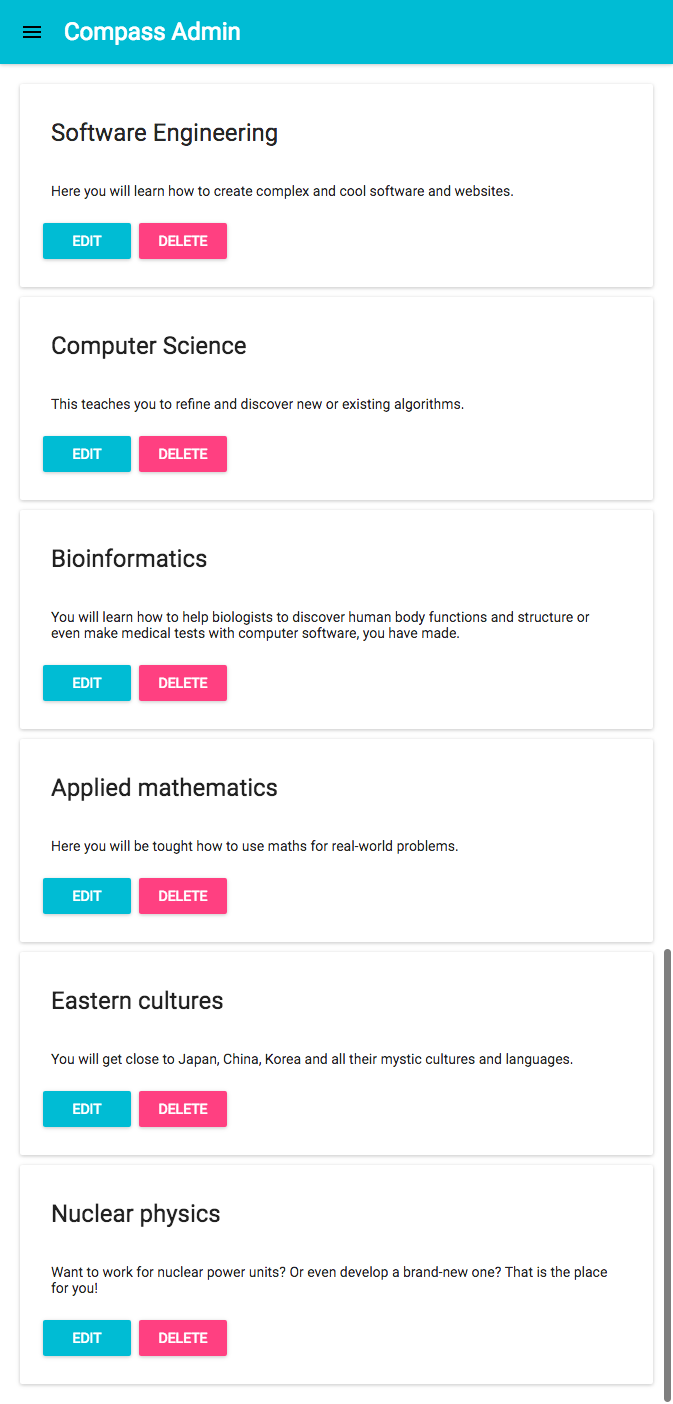 Compass Admin
Software Engineering
Here you will learn how to create complex and cool software and websites.
EDIT DELETE
Computer Science
This teaches you to refine and discover new or existing algorithms.
EDIT DELETE
Bioinformatics
You will learn how to help biologists to discover human body functions and structure or
even make medical tests with computer software, you have made.
EDIT DELETE
Applied mathematics
Here you will be tought how to use maths for real-world problems.
EDIT DELETE
Eastern cultures
You will get close to Japan, China, Korea and all their mystic cultures and languages.
EDIT DELETE
Nuclear physics
Want to work for nuclear power units? Or even develop a brand-new one? That is the place
for you!
EDIT DELETE